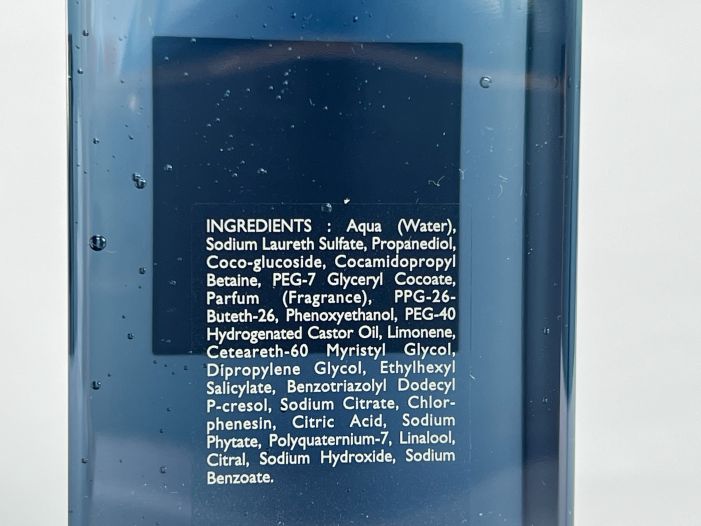 INGREDIENTS : Aqua (Water),
Sodium Laureth Sulfate, Propanediol,
Coco-glucoside, Cocamidopropyl
Betaine, PEG-7 Glyceryl Cocoate,
Parfum (Fragrance), PPG-26-
Buteth-26, Phenoxyethanol, PEG-40
Hydrogenated Castor Oil, Limonene,
Ceteareth-60 Myristyl Glycol,
Dipropylene Glycol, Ethylhexyl
Salicylate, Benzotriazolyl Dodecyl
P-cresol, Sodium Citrate, Chlor-
phenesin, Citric Acid, Sodium
Phytate, Polyquaternium-7, Linalool,
Citral, Sodium Hydroxide, Sodium
Benzoate.